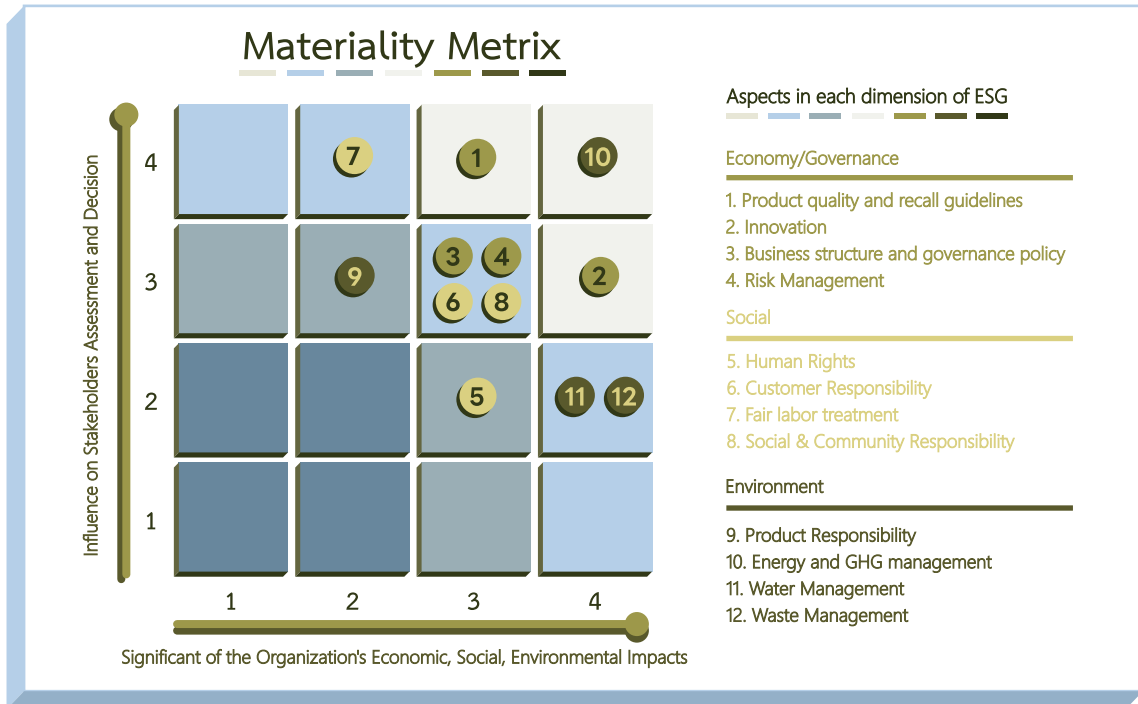 Materiality Metrix
Influence on Stakeholders Assessment and Decision
4
7
1
10
3
9
3
4
6
8
2
2
5
11
12
1
1
2
3
4
Significant of the Organization's Economic, Social, Environmental Impacts
Aspects in each dimension of ESG
Economy/Governance
1. Product quality and recall guidelines
2. Innovation
3. Business structure and governance policy
4. Risk Management
Social
5. Human Rights
6. Customer Responsibility
7. Fair labor treatment
8. Social & Community Responsibility
Environment
9. Product Responsibility
10. Energy and GHG management
11. Water Management
12. Waste Management